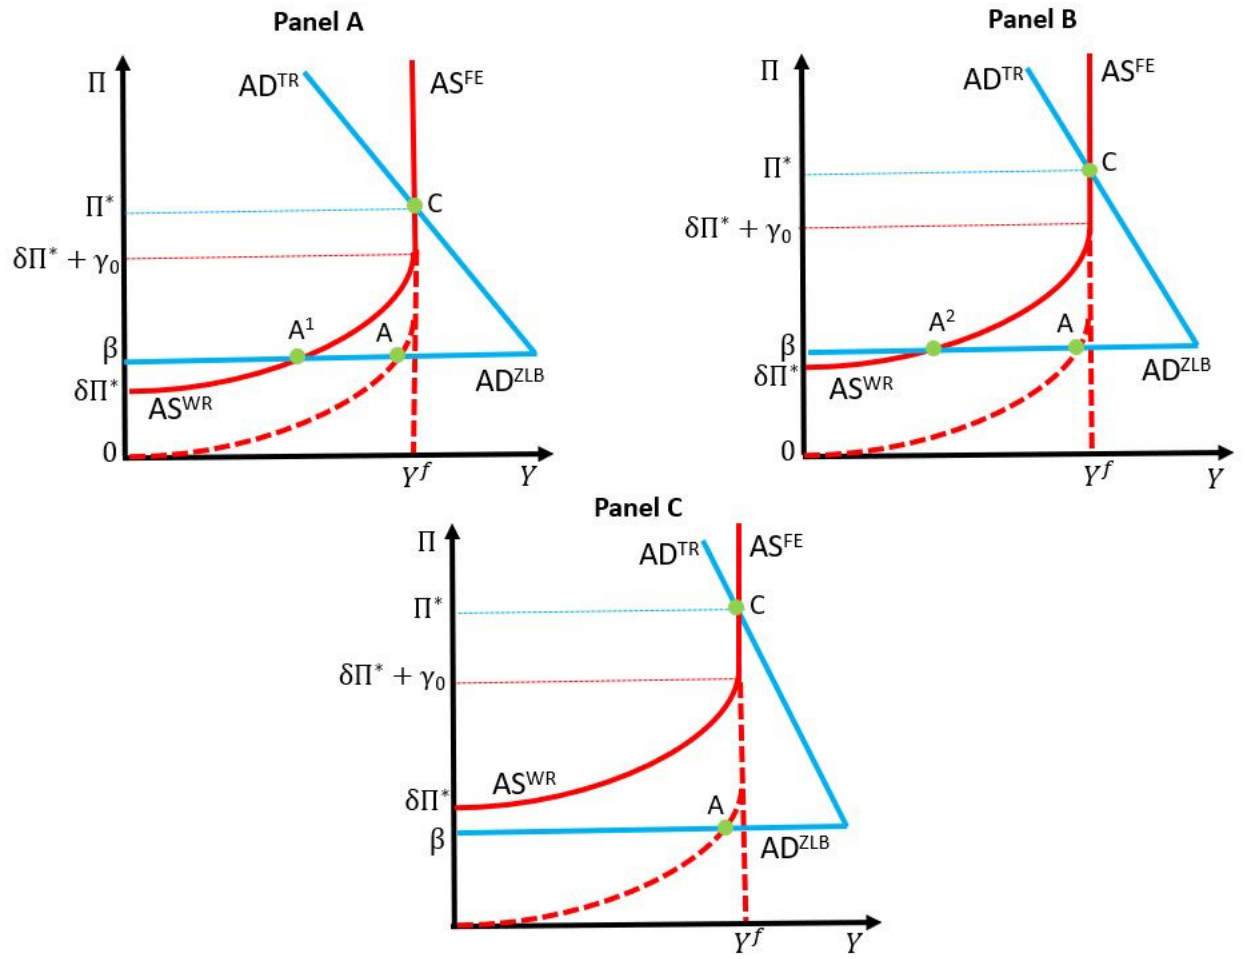 Panel A
Π
AD^TR
AS^FE
Π*
C
δΠ* + γ₀
A¹
A
β
AD^ZLB
δΠ*
AS^WR
0
Y^f
Y
Panel B
Π
AD^TR
AS^FE
Π*
C
δΠ* + γ₀
A²
A
β
AD^ZLB
δΠ*
AS^WR
0
Y^f
Y
Panel C
Π
AD^TR
AS^FE
Π*
C
δΠ* + γ₀
AS^WR
δΠ*
A
β
AD^ZLB
Y^f
Y